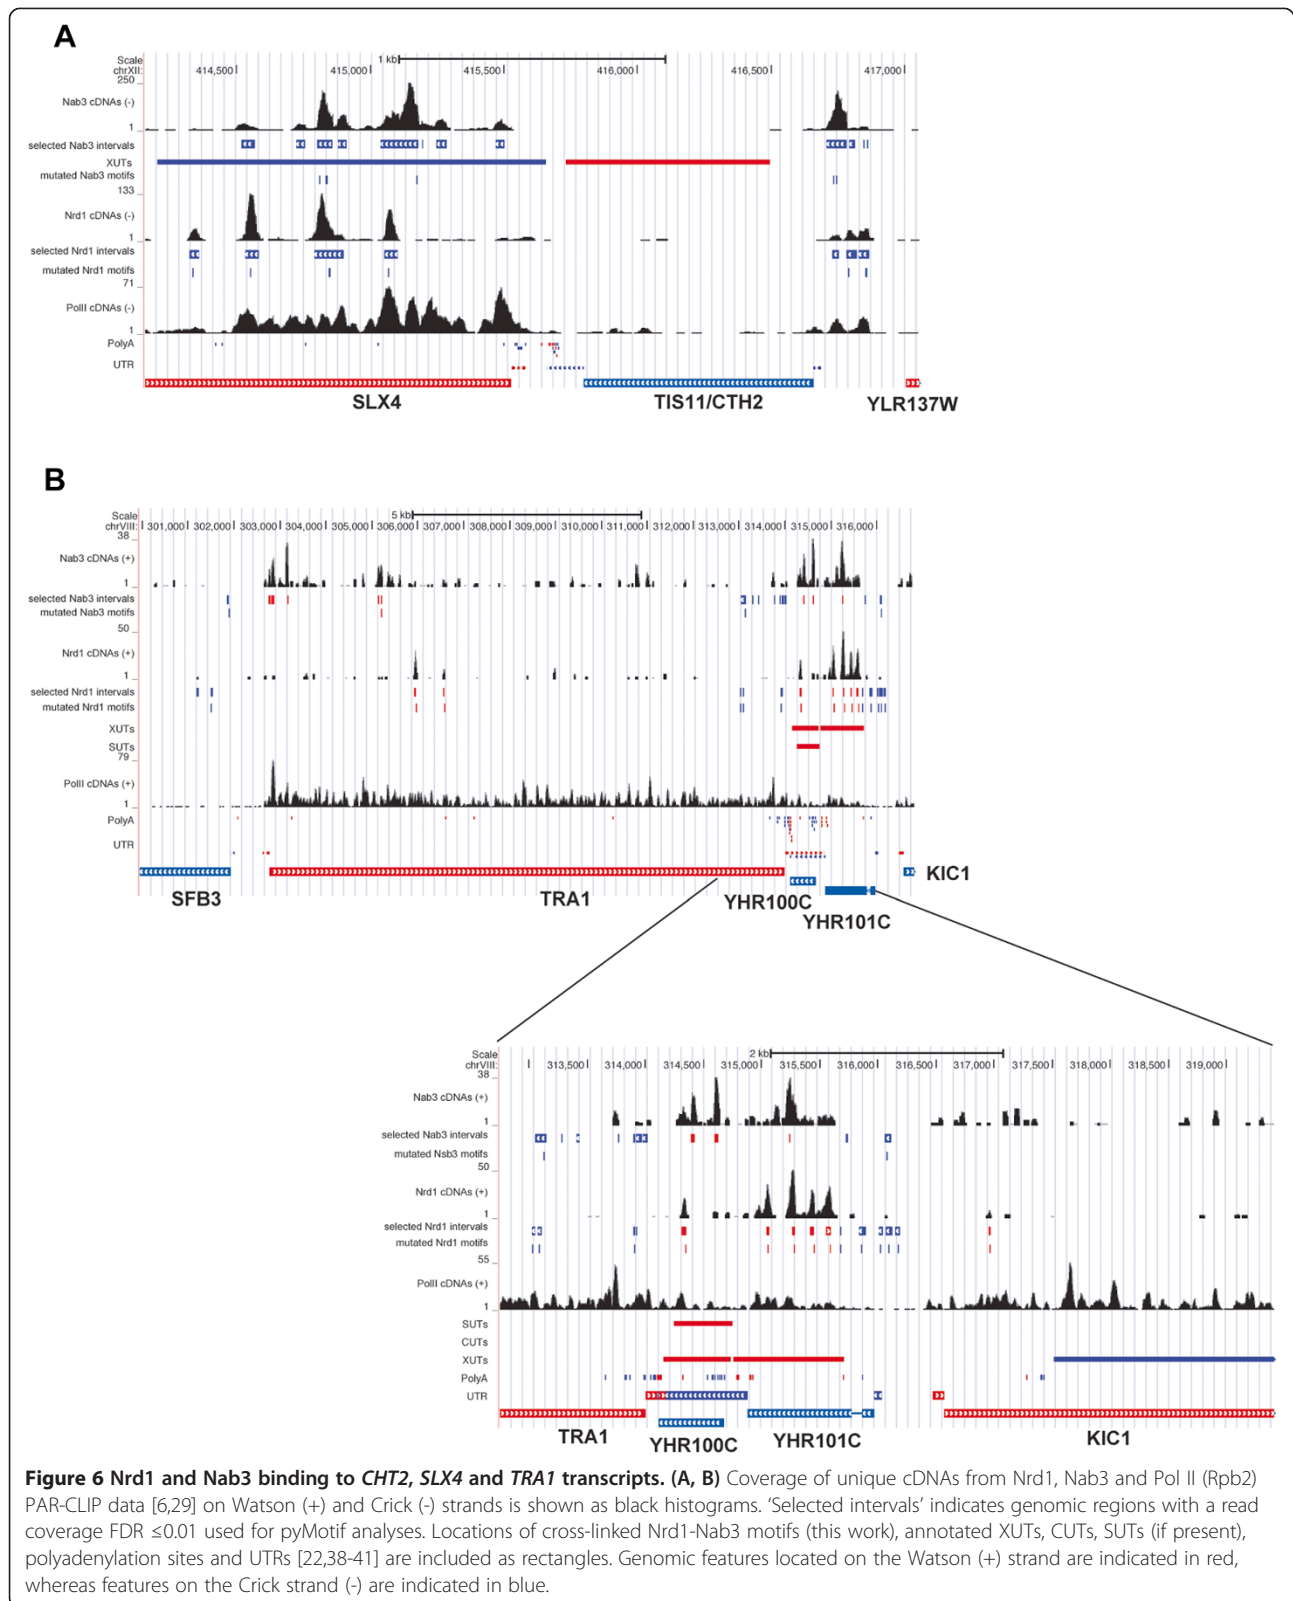 A
Scale
1 kb
chrXII:
414,500
415,000
415,500
416,000
416,500
417,000
250
Nab3 cDNAs (-)
1
selected Nab3 intervals
XUTs
mutated Nab3 motifs
133
Nrd1 cDNAs (-)
1
selected Nrd1 intervals
mutated Nrd1 motifs
71
PolII cDNAs (-)
1
PolyA
UTR
SLX4
TIS11/CTH2
YLR137W
B
Scale
5 kb
chrVIII:
301,000
302,000
303,000
304,000
305,000
306,000
307,000
308,000
309,000
310,000
311,000
312,000
313,000
314,000
315,000
316,000
38
Nab3 cDNAs (+)
1
selected Nab3 intervals
mutated Nab3 motifs
50
Nrd1 cDNAs (+)
1
selected Nrd1 intervals
mutated Nrd1 motifs
XUTs
SUTs
79
PolII cDNAs (+)
1
PolyA
UTR
SFB3
TRA1
YHR100C
YHR101C
KIC1
Scale
2 kb
chrVIII:
313,500
314,000
314,500
315,000
315,500
316,000
316,500
317,000
317,500
318,000
318,500
319,000
38
Nab3 cDNAs (+)
1
selected Nab3 intervals
mutated Nsb3 motifs
50
Nrd1 cDNAs (+)
1
selected Nrd1 intervals
mutated Nrd1 motifs
55
PolII cDNAs (+)
1
SUTs
CUTs
XUTs
PolyA
UTR
TRA1
YHR100C
YHR101C
KIC1
Figure 6 Nrd1 and Nab3 binding to CHT2, SLX4 and TRA1 transcripts. (A, B) Coverage of unique cDNAs from Nrd1, Nab3 and Pol II (Rpb2)
PAR-CLIP data [6,29] on Watson (+) and Crick (-) strands is shown as black histograms. 'Selected intervals' indicates genomic regions with a read
coverage FDR ≤0.01 used for pyMotif analyses. Locations of cross-linked Nrd1-Nab3 motifs (this work), annotated XUTs, CUTs, SUTs (if present),
polyadenylation sites and UTRs [22,38-41] are included as rectangles. Genomic features located on the Watson (+) strand are indicated in red,
whereas features on the Crick strand (-) are indicated in blue.